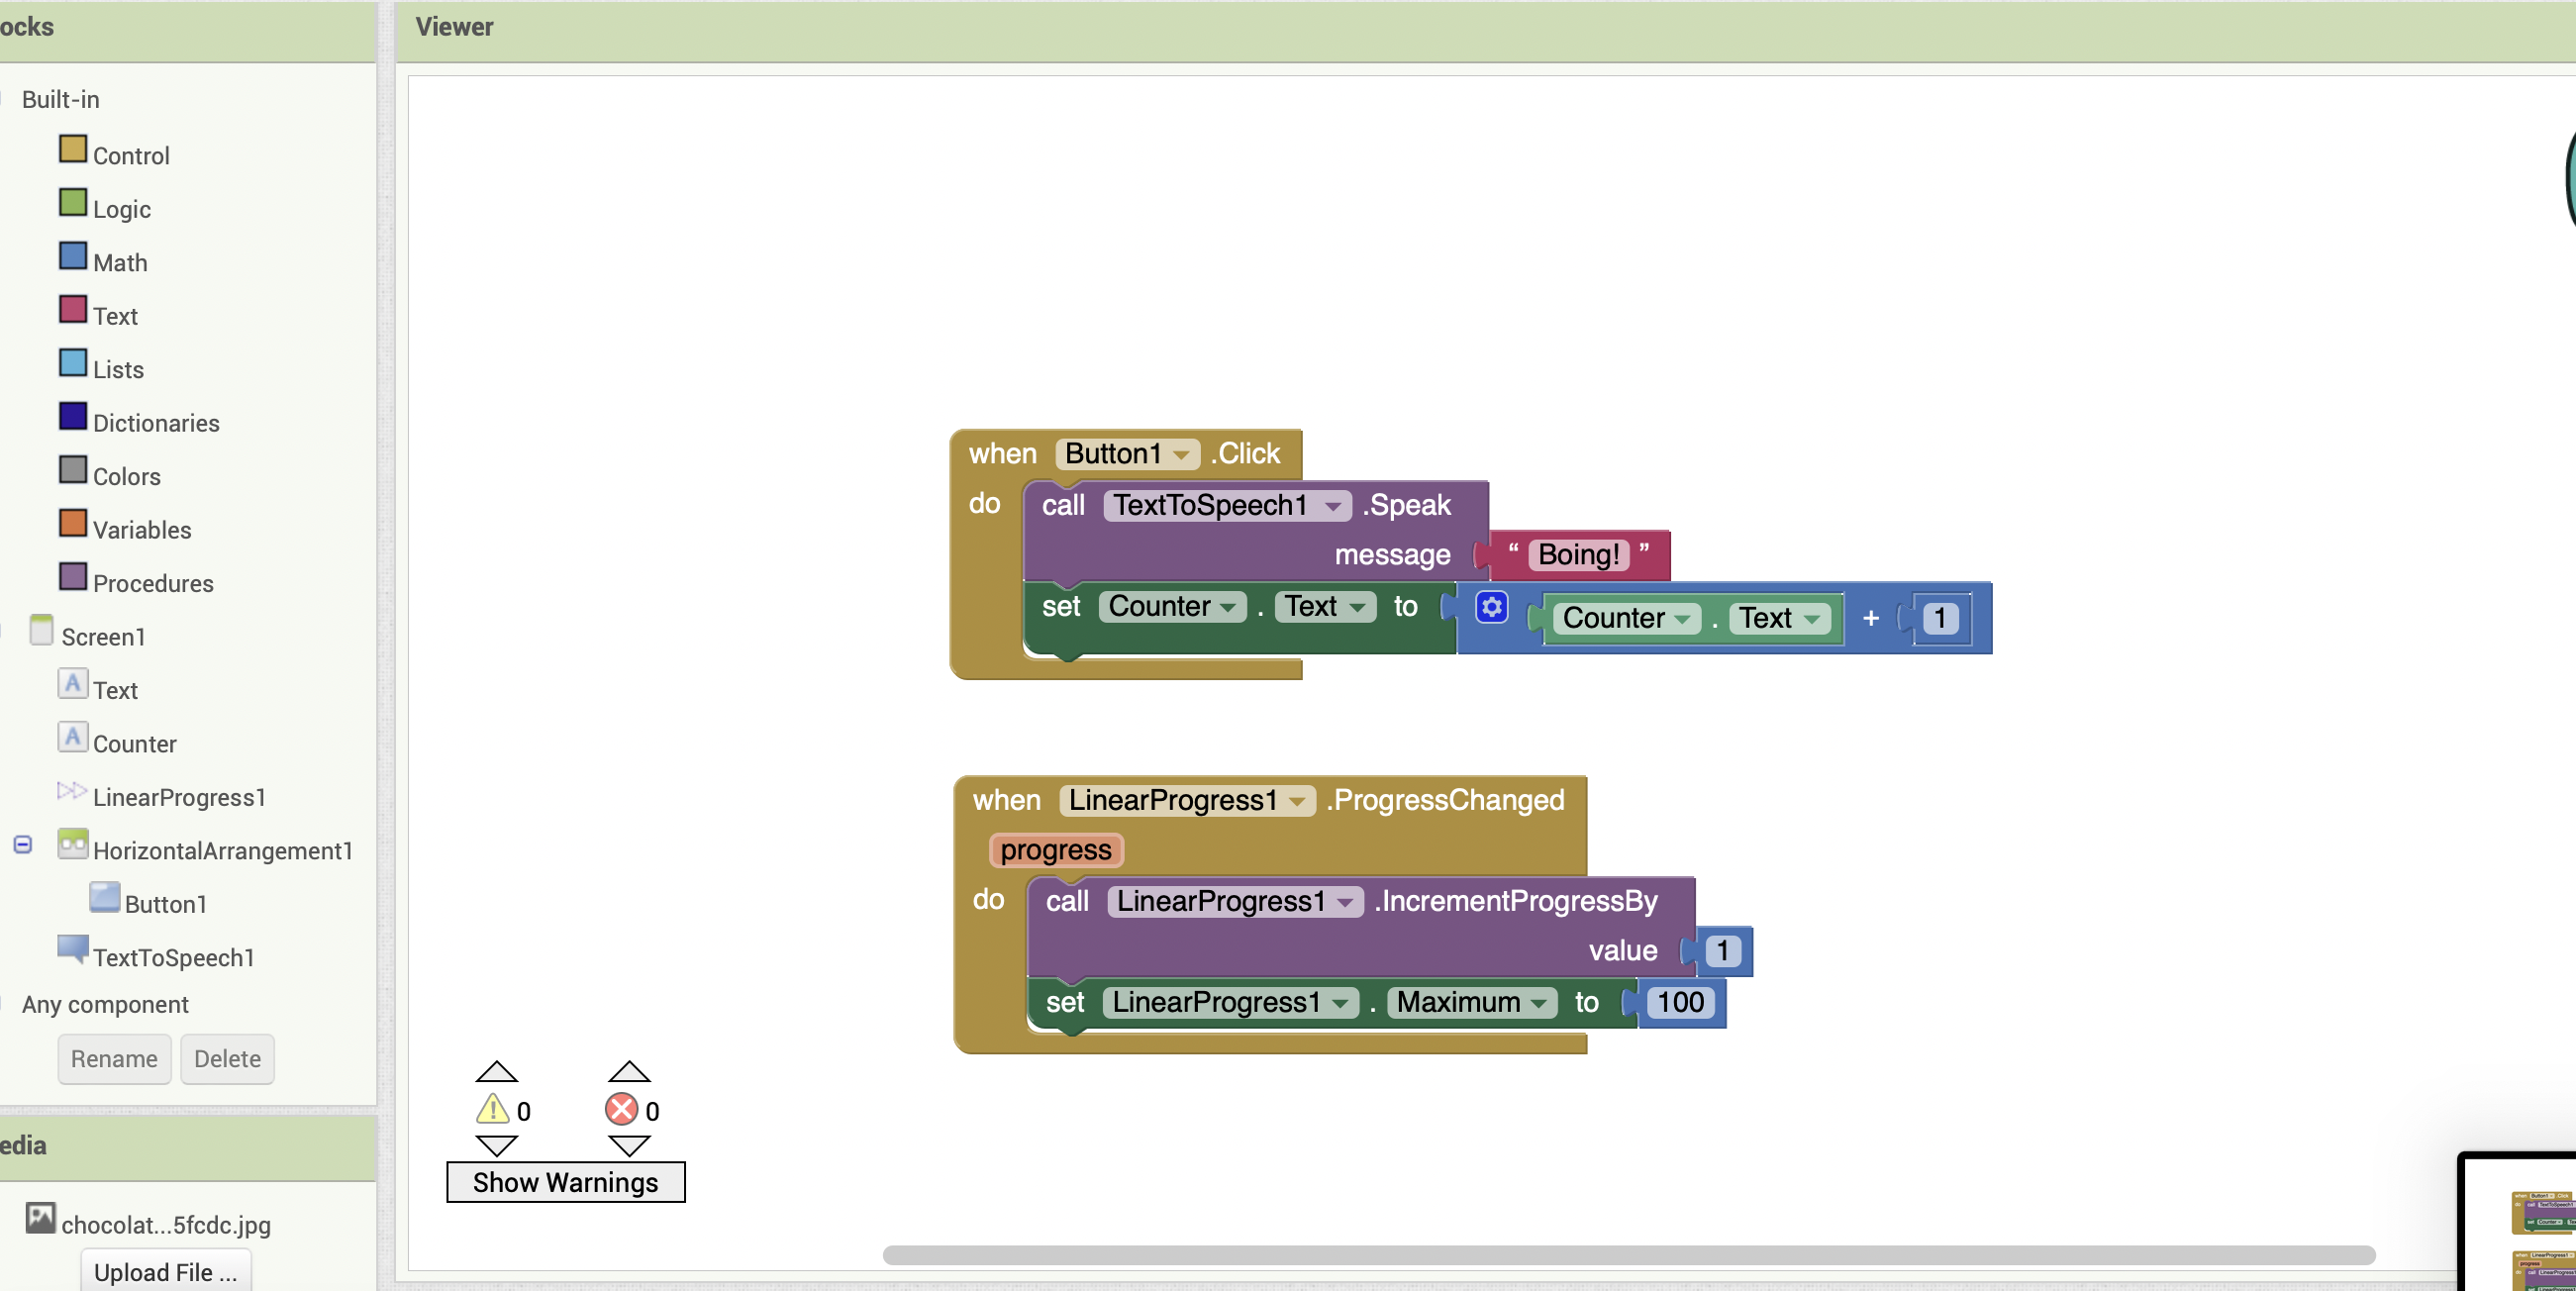 ocks
Viewer
Built-in
Control
Logic
Math
Text
Lists
Dictionaries
Colors
Variables
Procedures
Screen1
Text
Counter
LinearProgress1
HorizontalArrangement1
Button1
TextToSpeech1
Any component
Rename Delete
edia
chocolat...5fcdc.jpg
Upload File ...
when Button1 .Click
do call TextToSpeech1 .Speak
message “ Boing! ”
set Counter . Text to Counter . Text + 1
when LinearProgress1 .ProgressChanged
progress
do call LinearProgress1 .IncrementProgressBy
value 1
set LinearProgress1 . Maximum to 100
0 0
Show Warnings